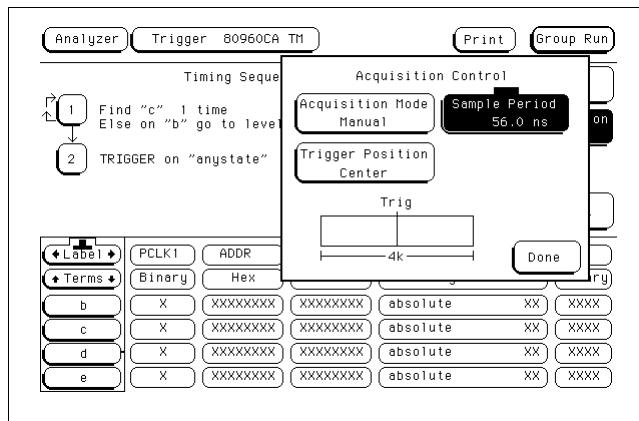 Analyzer Trigger 80960CA TM Print Group Run
Timing Seque
Acquisition Control
1 Find "c" 1 time
Else on "b" go to level
Acquisition Mode
Manual
Sample Period
56.0 ns
on
2 TRIGGER on "anystate"
Trigger Position
Center
Trig
4k
Done
Label PCLK1 ADDR
Terms Binary Hex
b X XXXXXXXX XXXXXXXX absolute XX XXXX
c X XXXXXXXX XXXXXXXX absolute XX XXXX
d X XXXXXXXX XXXXXXXX absolute XX XXXX
e X XXXXXXXX XXXXXXXX absolute XX XXXX